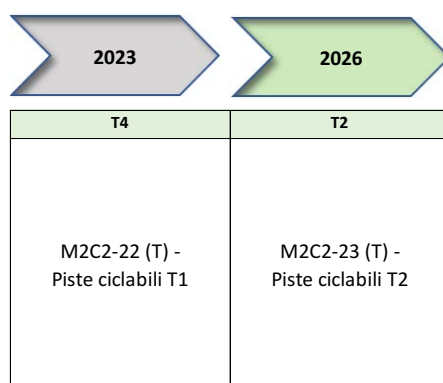 2023
2026
T4
T2
M2C2-22 (T) -
Piste ciclabili T1
M2C2-23 (T) -
Piste ciclabili T2